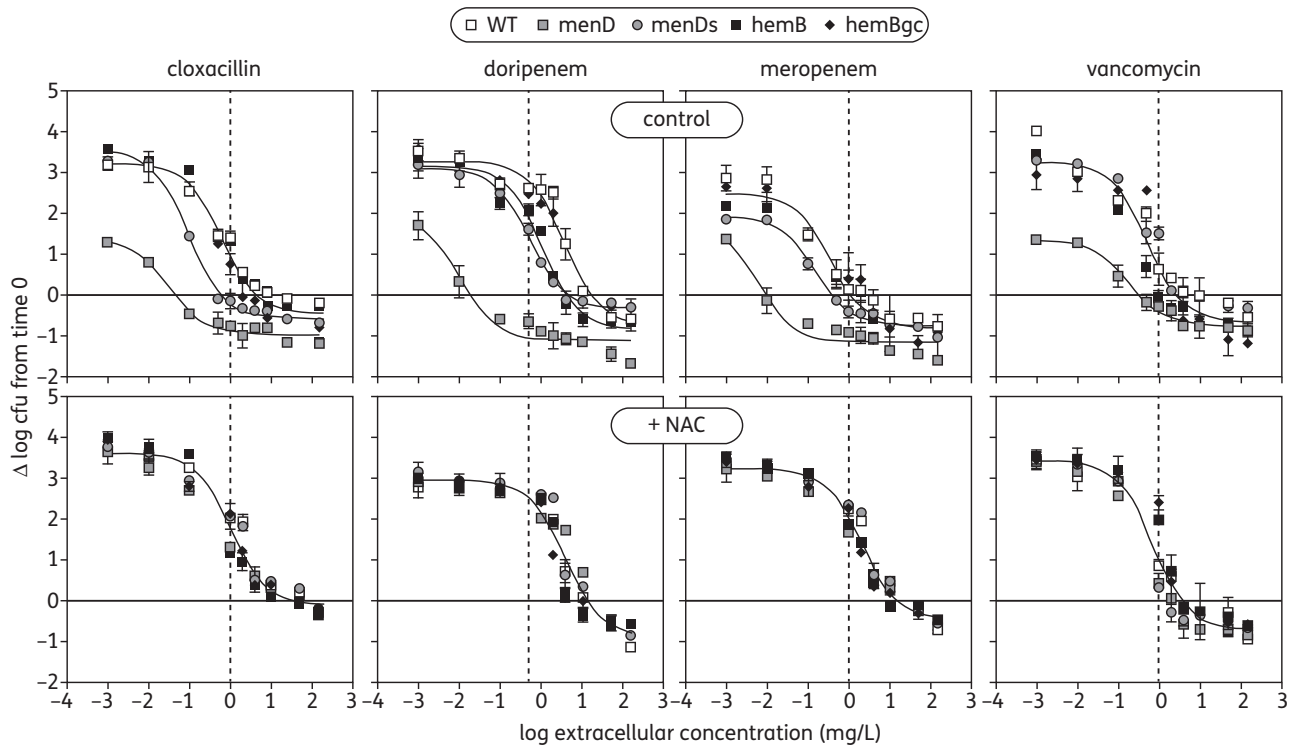 WT menD menDs hemB hemBgc
cloxacillin doripenem meropenem vancomycin
control
5
4
3
2
1
0
−1
−2
+ NAC
5
4
3
2
1
0
−1
−2
−4 −3 −2 −1 0 1 2 3 −4 −3 −2 −1 0 1 2 3 −4 −3 −2 −1 0 1 2 3 −4 −3 −2 −1 0 1 2 3
Δ log cfu from time 0
log extracellular concentration (mg/L)